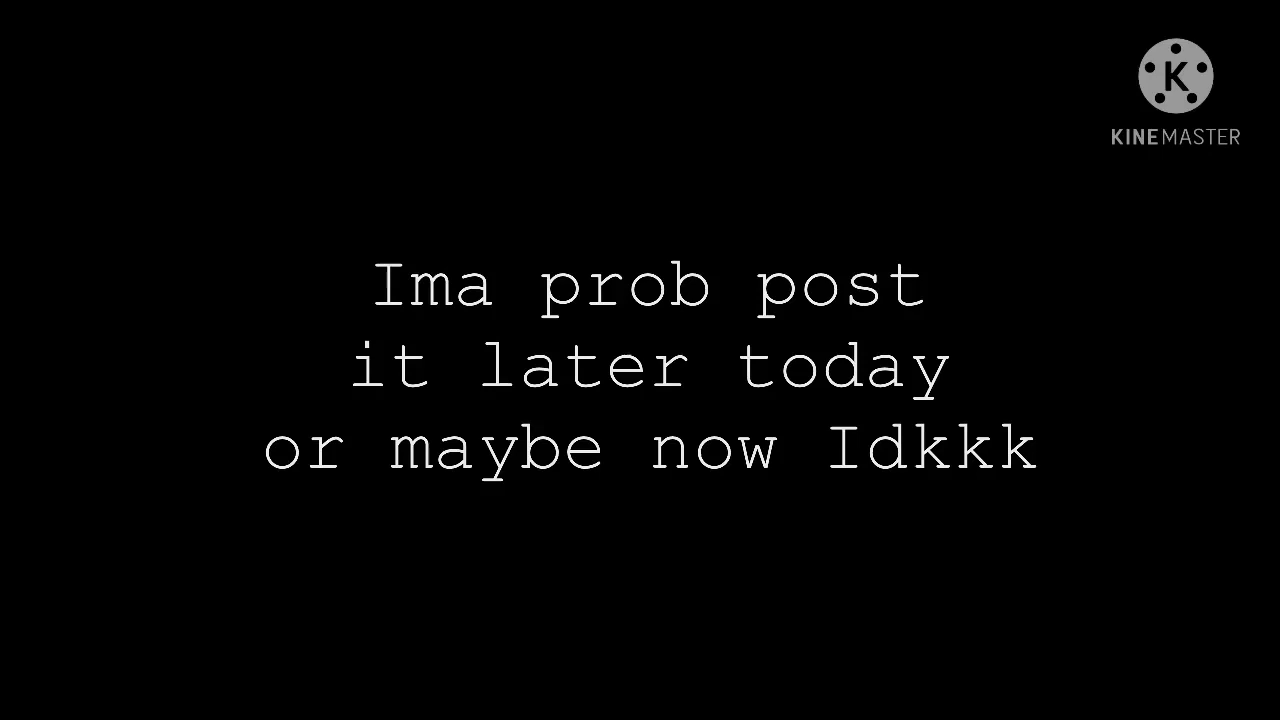 K
KINEMASTER
Ima prob post
it later today
or maybe now Idkkk